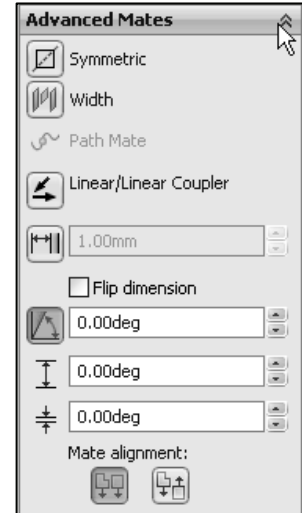 Advanced Mates
Symmetric
Width
Path Mate
Linear/Linear Coupler
1.00mm
Flip dimension
0.00deg
0.00deg
0.00deg
Mate alignment: